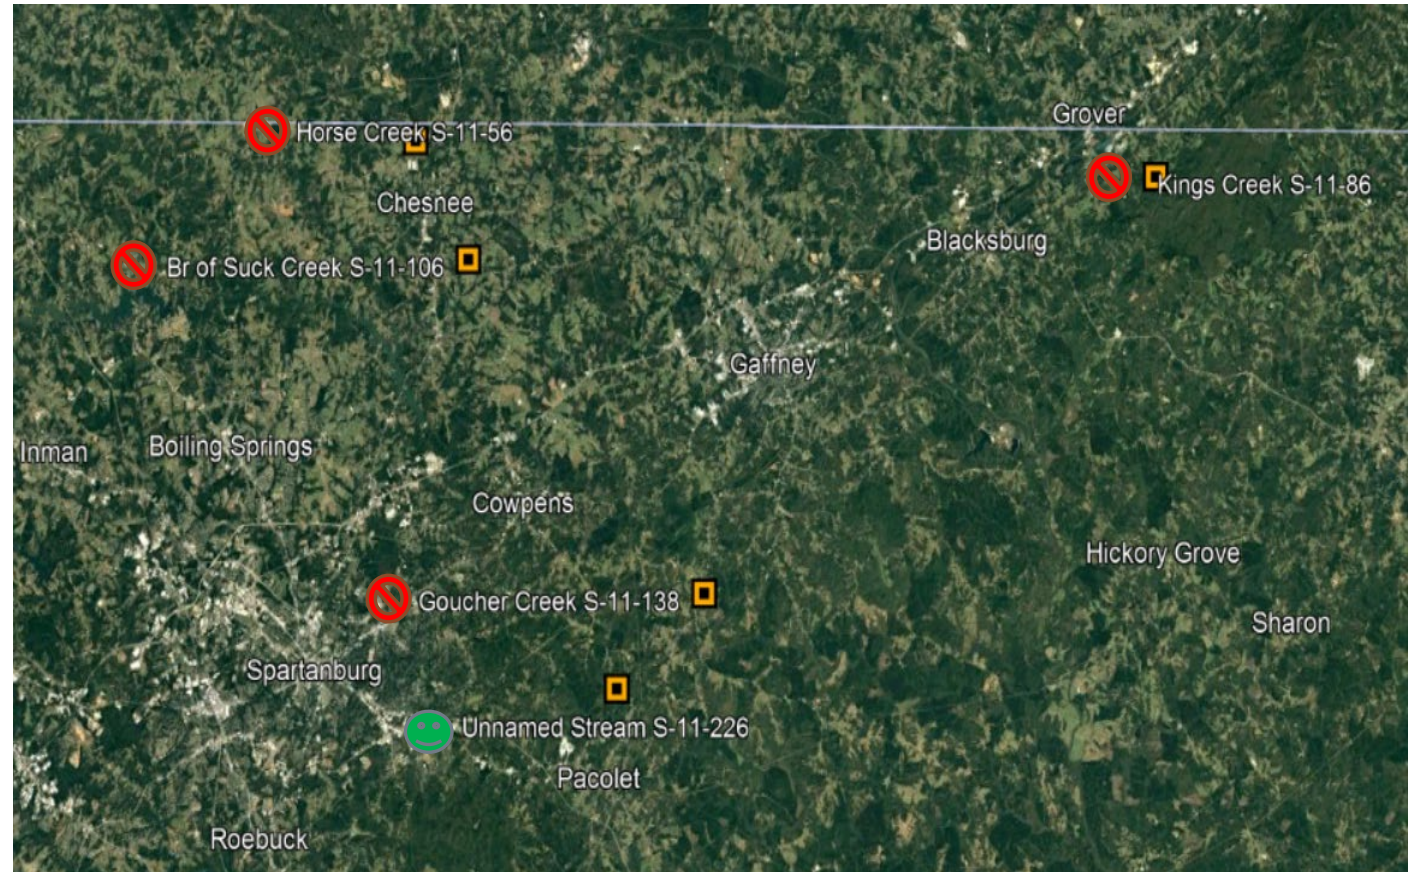 Grover
Horse Creek S-11-56
Kings Creek S-11-86
Chesnee
Blacksburg
Br of Suck Creek S-11-106
Gaffney
Inman
Boiling Springs
Cowpens
Hickory Grove
Goucher Creek S-11-138
Sharon
Spartanburg
Unnamed Stream S-11-226
Pacolet
Roebuck